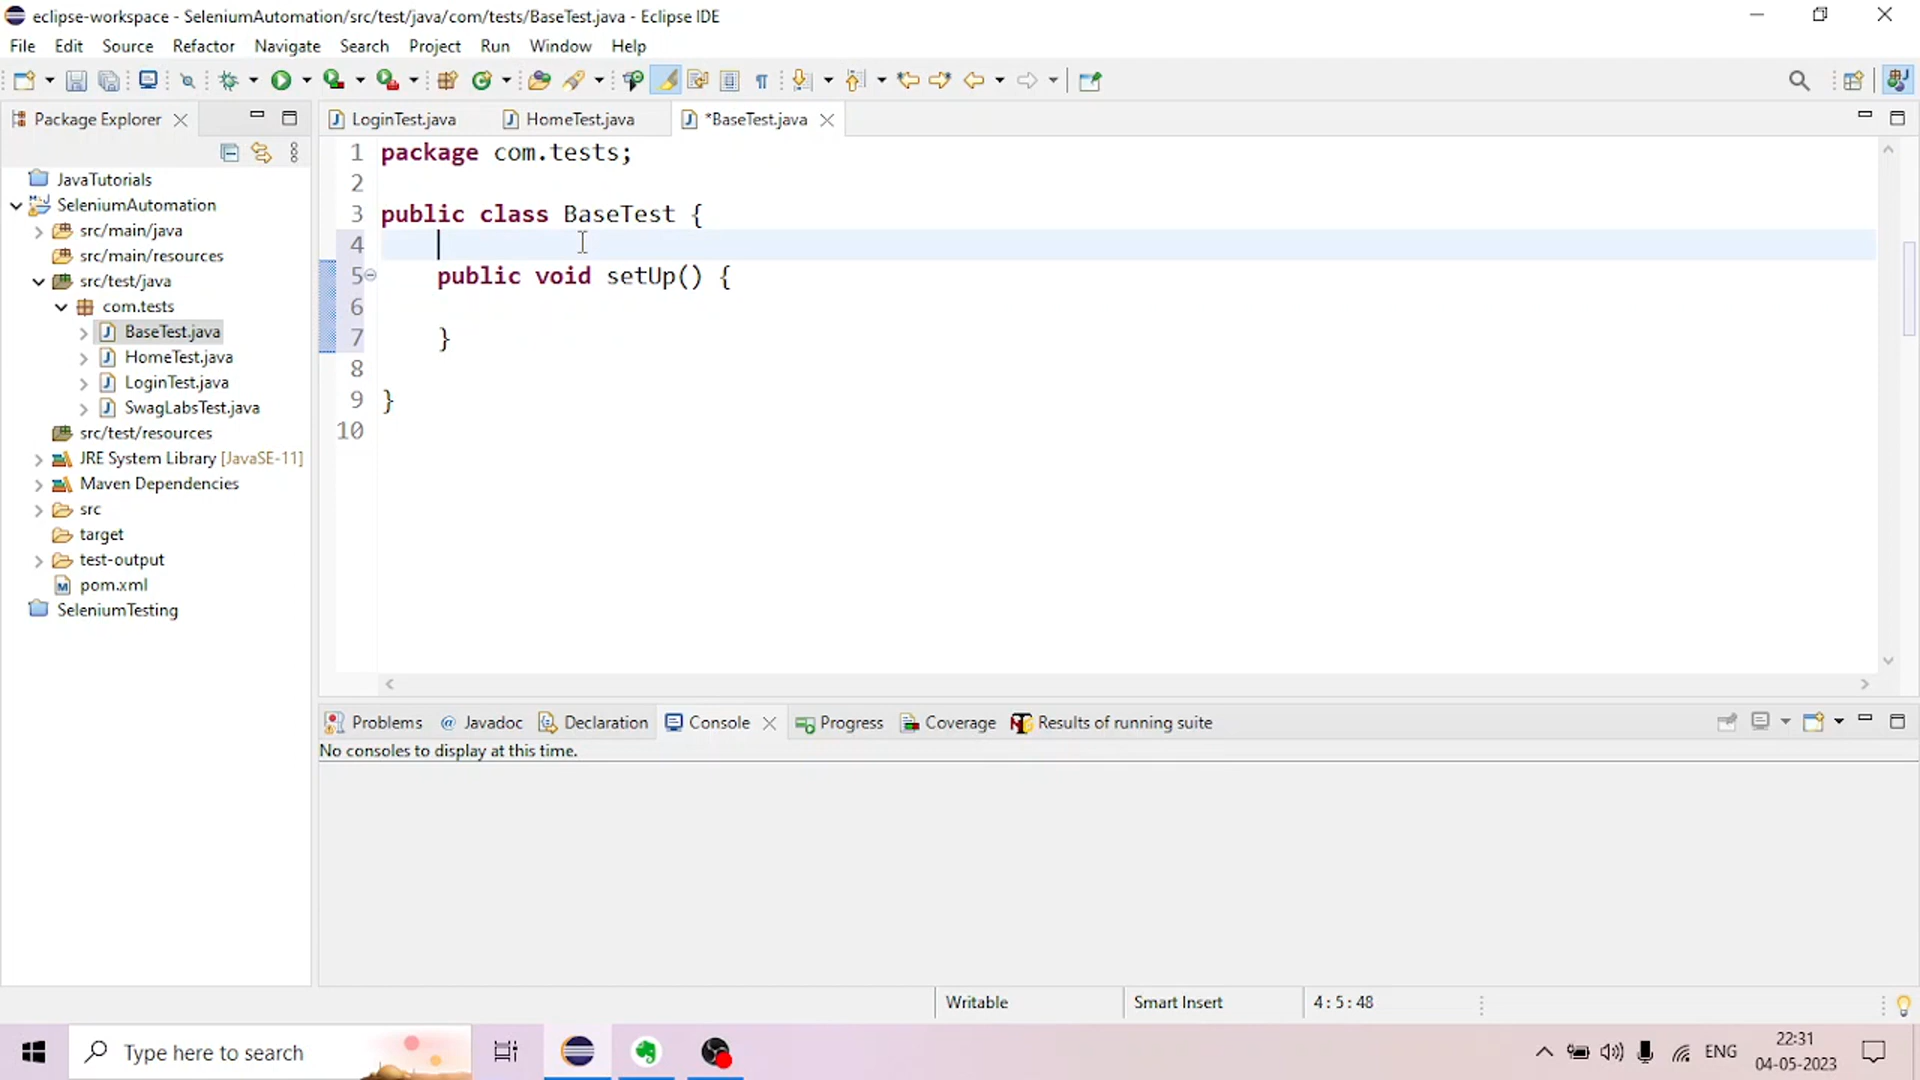 eclipse-workspace - SeleniumAutomation/src/test/java/com/tests/BaseTest.java - Eclipse IDE
File Edit Source Refactor Navigate Search Project Run Window Help
Package Explorer
LoginTest.java HomeTest.java *BaseTest.java
JavaTutorials
SeleniumAutomation
src/main/java
src/main/resources
src/test/java
com.tests
BaseTest.java
HomeTest.java
LoginTest.java
SwagLabsTest.java
src/test/resources
JRE System Library [JavaSE-11]
Maven Dependencies
src
target
test-output
pom.xml
SeleniumTesting
1 package com.tests;
2
3 public class BaseTest {
4
5 public void setUp() {
6
7 }
8
9 }
10
Problems @ Javadoc Declaration Console Progress Coverage Results of running suite
No consoles to display at this time.
Writable Smart Insert 4 : 5 : 48
Type here to search
ENG
22:31
04-05-2023